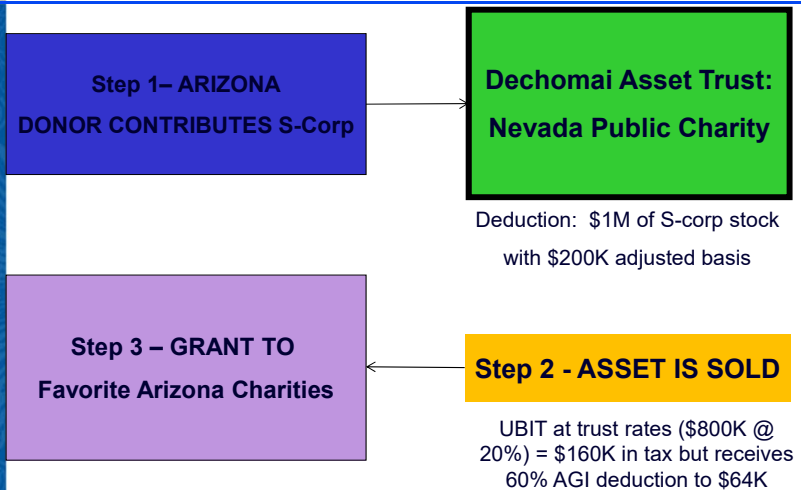 Step 1– ARIZONA
DONOR CONTRIBUTES S-Corp
Dechomai Asset Trust:
Nevada Public Charity
Deduction: $1M of S-corp stock
with $200K adjusted basis
Step 2 - ASSET IS SOLD
UBIT at trust rates ($800K @
20%) = $160K in tax but receives
60% AGI deduction to $64K
Step 3 – GRANT TO
Favorite Arizona Charities